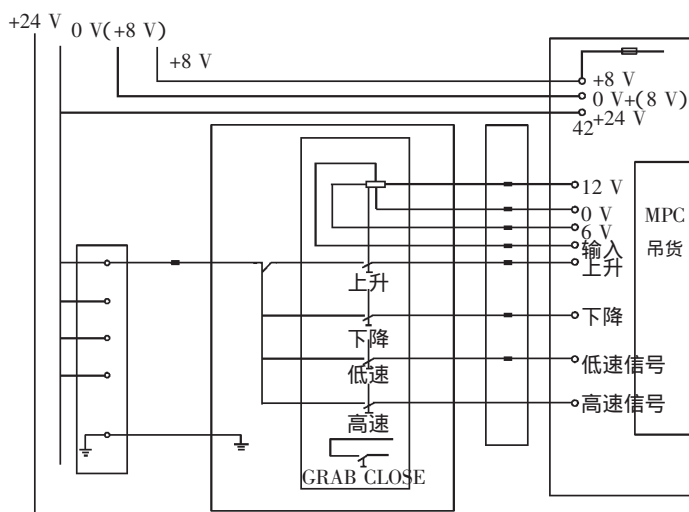 +24 V
0 V(+8 V)
+8 V
+8 V
0 V+(8 V)
+24 V
42
12 V
0 V
6 V
输入
上升
MPC
吊货
上升
下降
下降
低速
低速信号
高速
高速信号
GRAB CLOSE